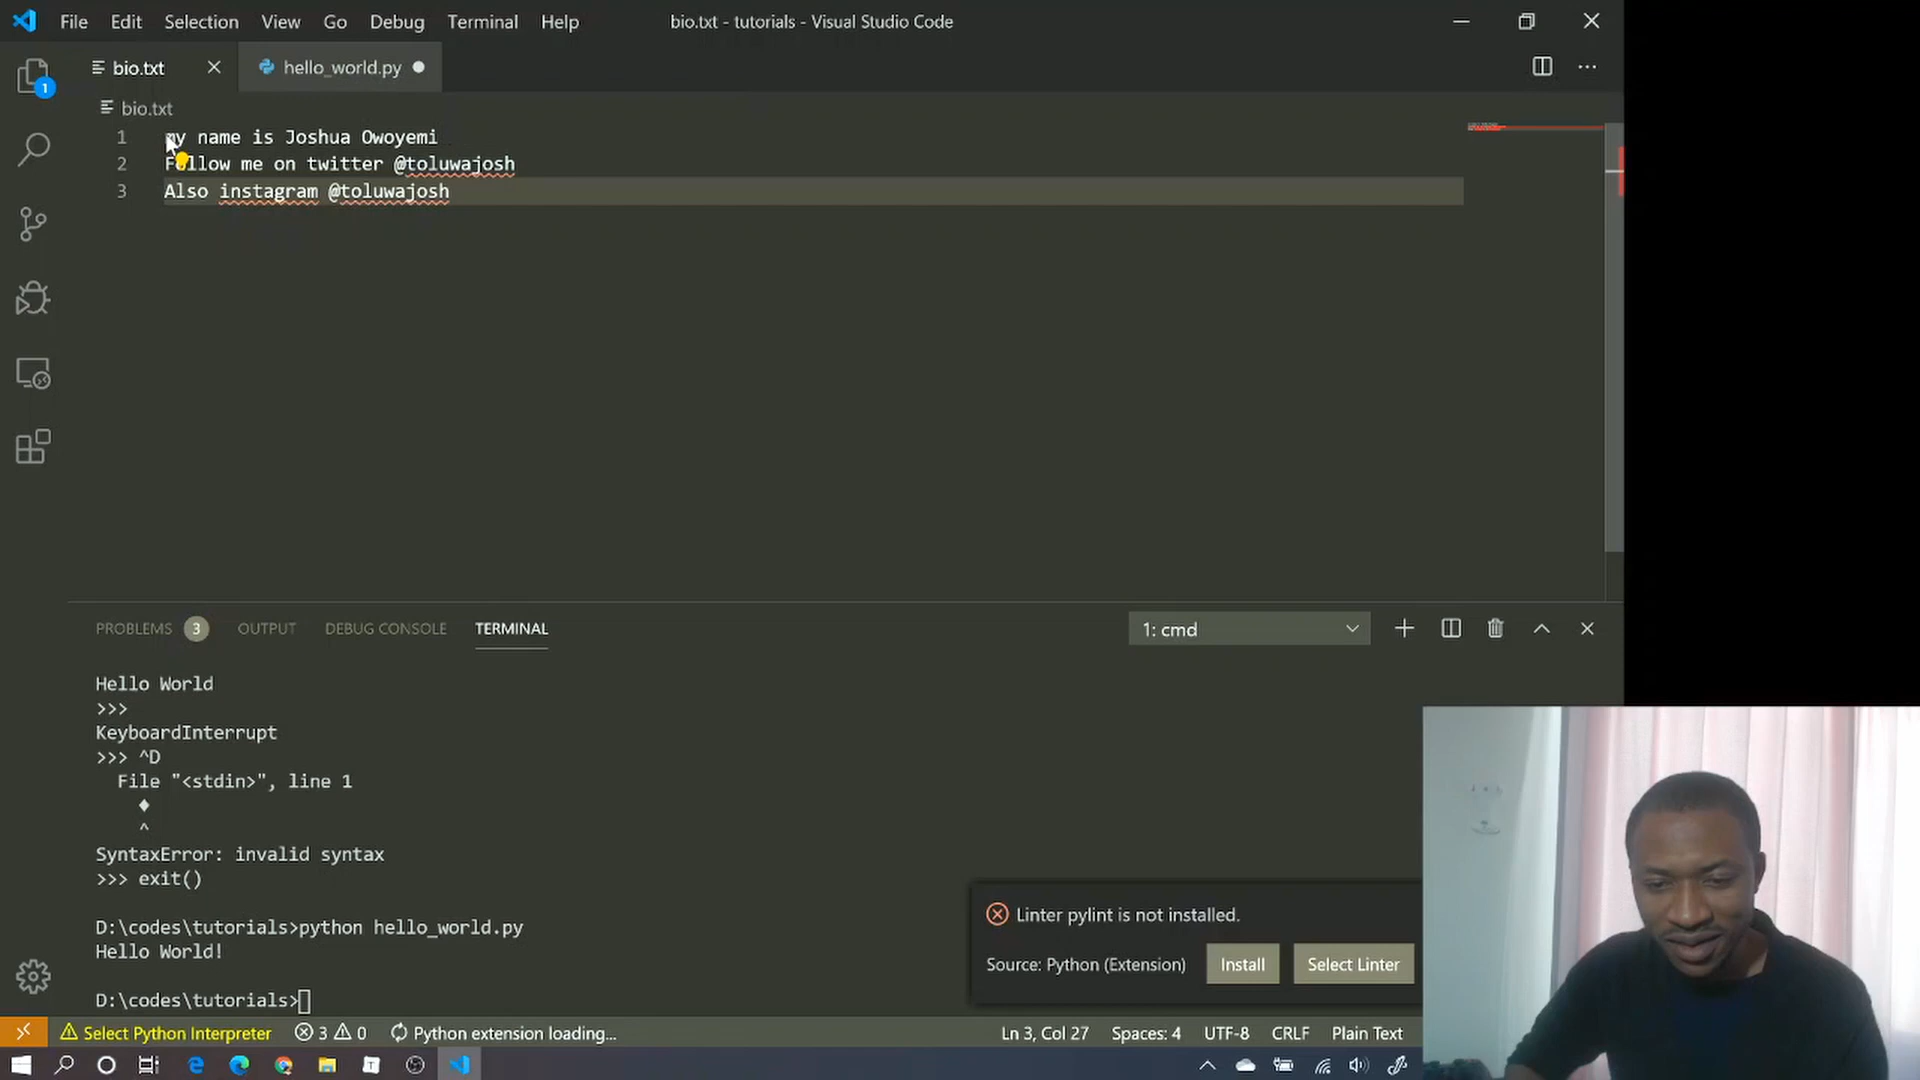 File Edit Selection View Go Debug Terminal Help bio.txt - tutorials - Visual Studio Code
bio.txt hello_world.py
1
bio.txt
1 my name is Joshua Owoyemi
2 Follow me on twitter @toluwajosh
3 Also instagram @toluwajosh
PROBLEMS 3 OUTPUT DEBUG CONSOLE TERMINAL 1: cmd
Hello World
>>>
KeyboardInterrupt
>>> ^D
File "<stdin>", line 1
^
SyntaxError: invalid syntax
>>> exit()
D:\codes\tutorials>python hello_world.py
Hello World!
D:\codes\tutorials>
Linter pylint is not installed.
Source: Python (Extension) Install Select Linter
Select Python Interpreter 3 0 Python extension loading... Ln 3, Col 27 Spaces: 4 UTF-8 CRLF Plain Text